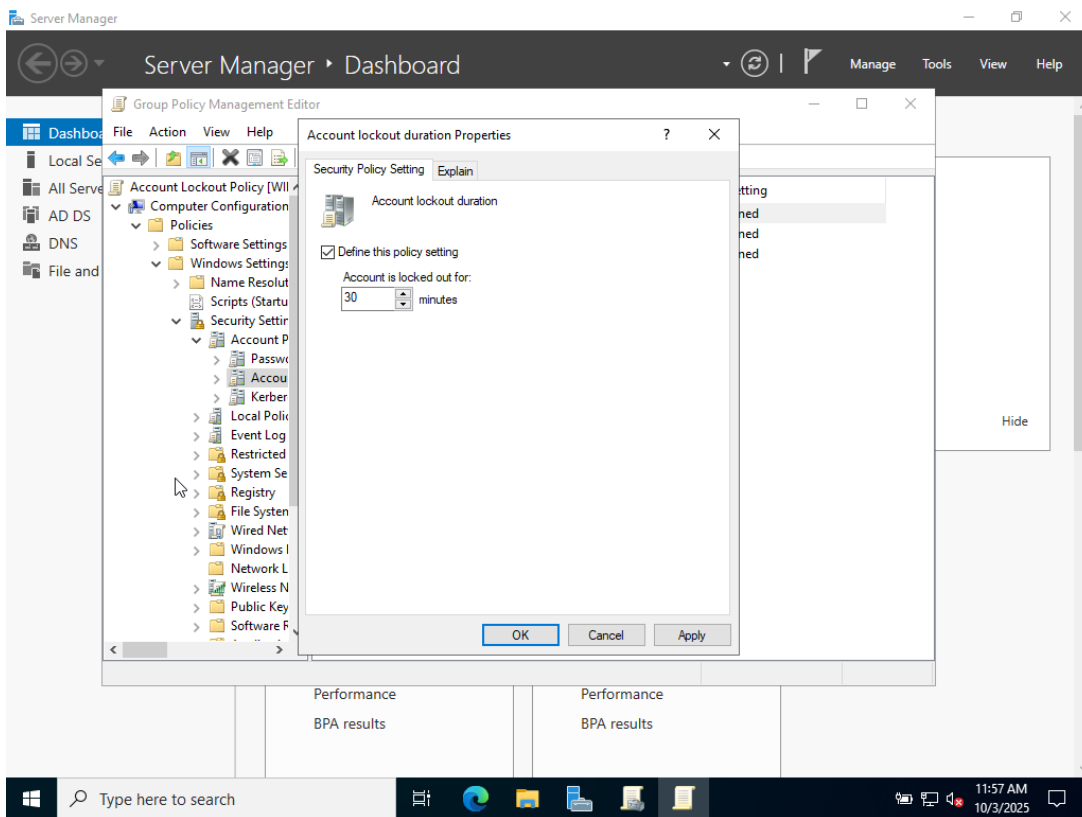 Server Manager
Server Manager • Dashboard
Manage Tools View Help
Group Policy Management Editor
File Action View Help
Dashboa
Local Se
All Serve
AD DS
DNS
File and
Account Lockout Policy [WI
Computer Configuration
Policies
Software Settings
Windows Settings
Name Resolut
Scripts (Startu
Security Settin
Account P
Passwo
Accou
Kerber
Local Polic
Event Log
Restricted
System Se
Registry
File System
Wired Net
Windows
Network L
Wireless N
Public Key
Software R
Account lockout duration Properties
Security Policy Setting Explain
Account lockout duration
Define this policy setting
Account is locked out for:
30 minutes
OK Cancel Apply
etting
ned
ned
ned
Hide
Performance
BPA results
Performance
BPA results
Type here to search
11:57 AM
10/3/2025